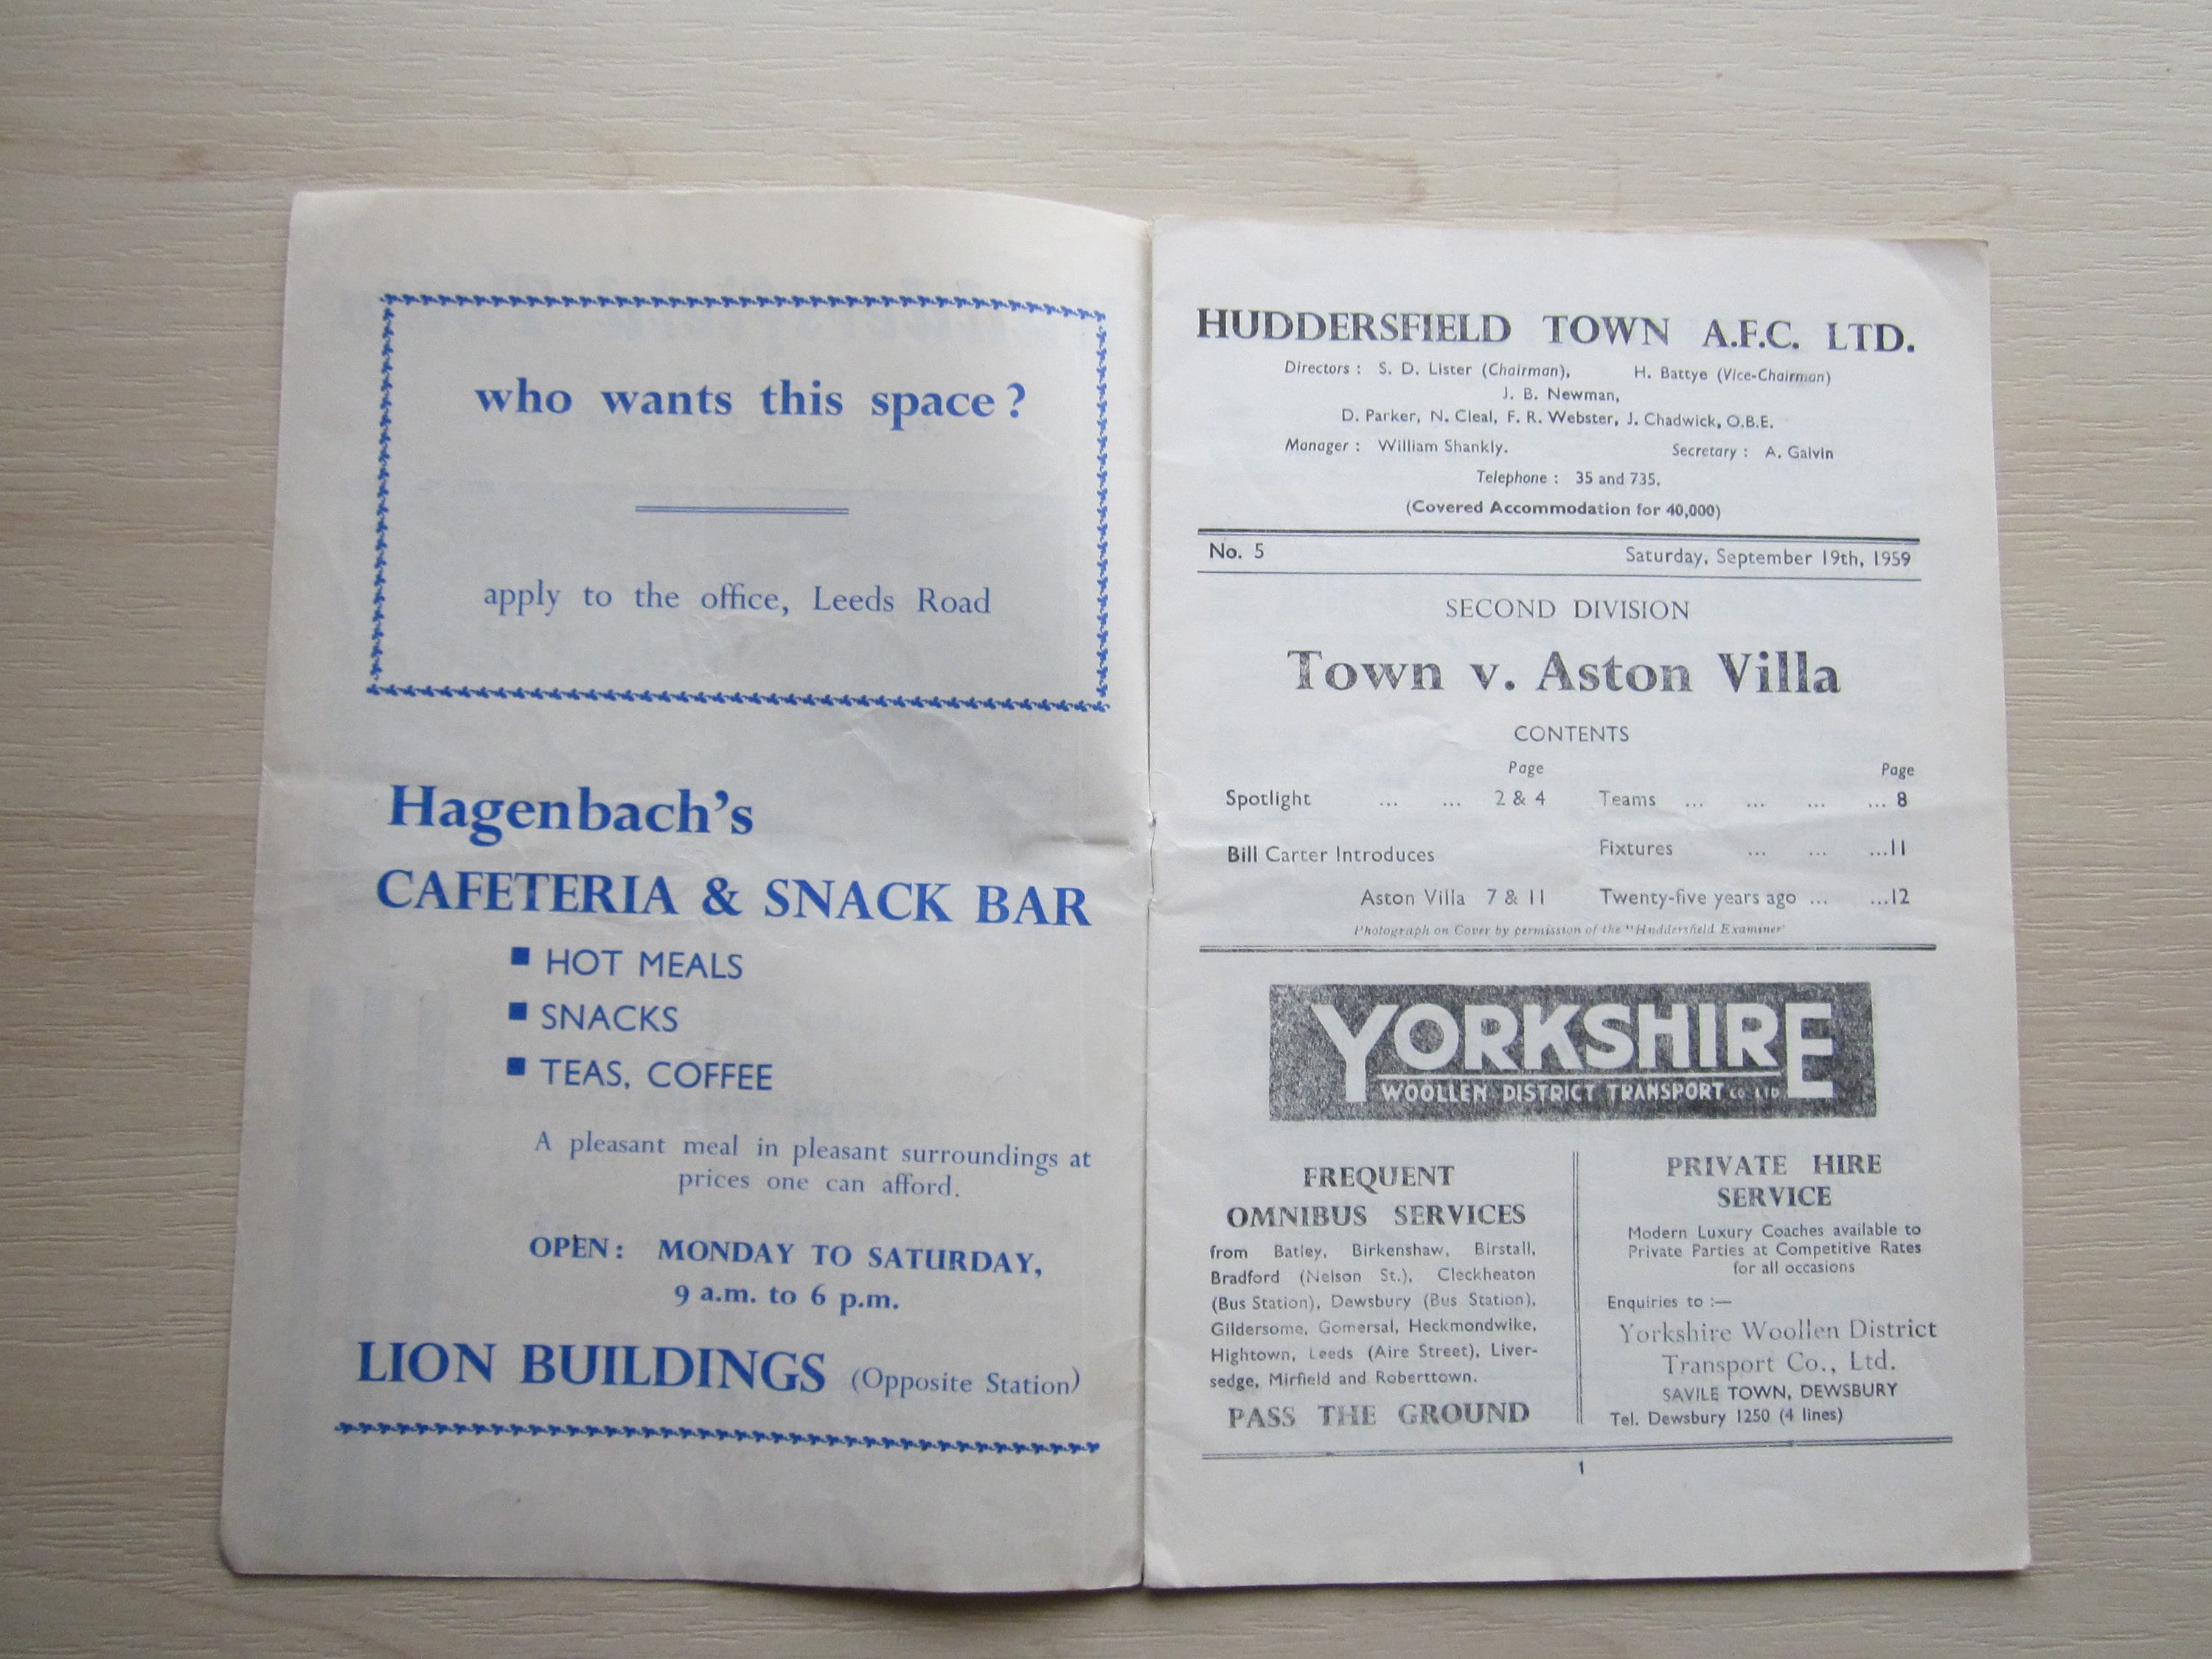 who wants this space?
apply to the office, Leeds Road
Hagenbach's
CAFETERIA & SNACK BAR
■ HOT MEALS
■ SNACKS
■ TEAS, COFFEE
A pleasant meal in pleasant surroundings at
prices one can afford.
OPEN: MONDAY TO SATURDAY,
9 a.m. to 6 p.m.
LION BUILDINGS (Opposite Station)
HUDDERSFIELD TOWN A.F.C. LTD.
Directors : S. D. Lister (Chairman), H. Battye (Vice-Chairman)
J. B. Newman,
D. Parker, N. Cleal, F. R. Webster, J. Chadwick, O.B.E.
Manager : William Shankly. Secretary : A. Galvin
Telephone : 35 and 735.
(Covered Accommodation for 40,000)
No. 5 Saturday, September 19th, 1959
SECOND DIVISION
Town v. Aston Villa
CONTENTS
Page Page
Spotlight ... ... 2 & 4 Teams ... ... ... ... 8
Bill Carter Introduces Fixtures ... ... ...11
Aston Villa 7 & 11 Twenty-five years ago ... ...12
Photograph on Cover by permission of the "Huddersfield Examiner'
YORKSHIRE
WOOLLEN DISTRICT TRANSPORT CO LTD
FREQUENT
OMNIBUS SERVICES
from Batley, Birkenshaw, Birstall,
Bradford (Nelson St.), Cleckheaton
(Bus Station), Dewsbury (Bus Station),
Gildersome, Gomersal, Heckmondwike,
Hightown, Leeds (Aire Street), Liver-
sedge, Mirfield and Roberttown.
PASS THE GROUND
PRIVATE HIRE
SERVICE
Modern Luxury Coaches available to
Private Parties at Competitive Rates
for all occasions
Enquiries to :—
Yorkshire Woollen District
Transport Co., Ltd.
SAVILE TOWN, DEWSBURY
Tel. Dewsbury 1250 (4 lines)
1